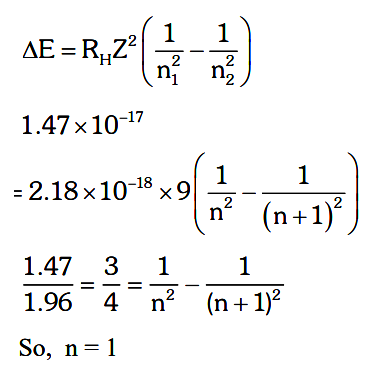 ΔE = R_H Z² (1/n₁² − 1/n₂²)
1.47×10⁻¹⁷
= 2.18×10⁻¹⁸ × 9 (1/n² − 1/(n+1)²)
1.47/1.96 = 3/4 = 1/n² − 1/(n+1)²
So, n = 1